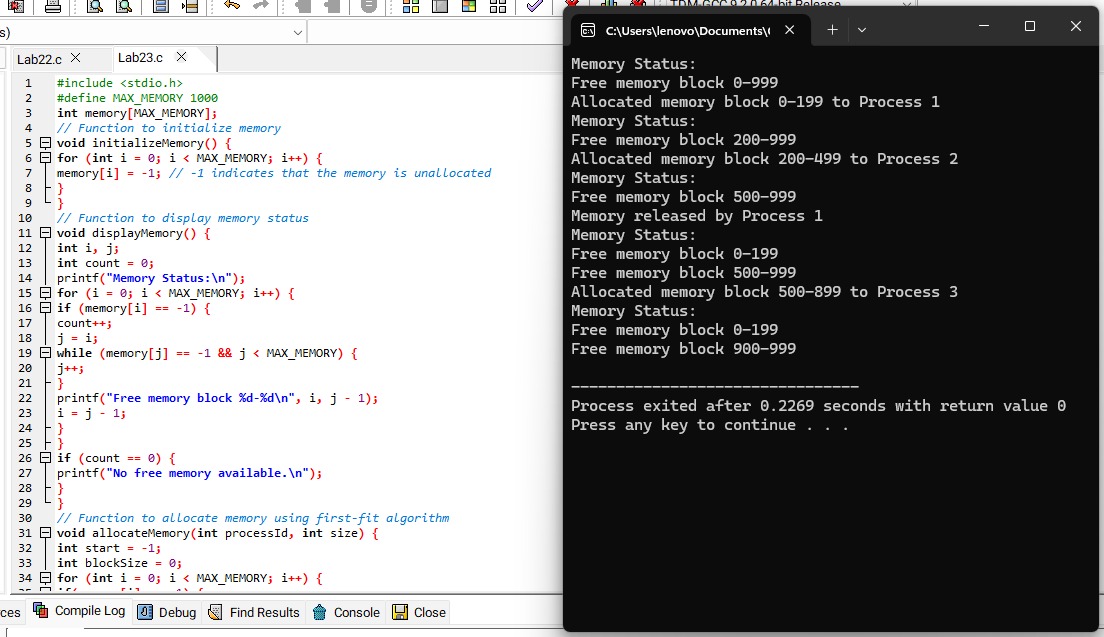 TDM-GCC 9.2.0 64-bit Release
s)
Lab22.c
Lab23.c
1 #include <stdio.h>
2 #define MAX_MEMORY 1000
3 int memory[MAX_MEMORY];
4 // Function to initialize memory
5 void initializeMemory() {
6 for (int i = 0; i < MAX_MEMORY; i++) {
7 memory[i] = -1; // -1 indicates that the memory is unallocated
8 }
9 }
10 // Function to display memory status
11 void displayMemory() {
12 int i, j;
13 int count = 0;
14 printf("Memory Status:\n");
15 for (i = 0; i < MAX_MEMORY; i++) {
16 if (memory[i] == -1) {
17 count++;
18 j = i;
19 while (memory[j] == -1 && j < MAX_MEMORY) {
20 j++;
21 }
22 printf("Free memory block %d-%d\n", i, j - 1);
23 i = j - 1;
24 }
25 }
26 if (count == 0) {
27 printf("No free memory available.\n");
28 }
29 }
30 // Function to allocate memory using first-fit algorithm
31 void allocateMemory(int processId, int size) {
32 int start = -1;
33 int blockSize = 0;
34 for (int i = 0; i < MAX_MEMORY; i++) {
ces
Compile Log
Debug
Find Results
Console
Close
C:\Users\lenovo\Documents\
Memory Status:
Free memory block 0-999
Allocated memory block 0-199 to Process 1
Memory Status:
Free memory block 200-999
Allocated memory block 200-499 to Process 2
Memory Status:
Free memory block 500-999
Memory released by Process 1
Memory Status:
Free memory block 0-199
Free memory block 500-999
Allocated memory block 500-899 to Process 3
Memory Status:
Free memory block 0-199
Free memory block 900-999
--------------------------------
Process exited after 0.2269 seconds with return value 0
Press any key to continue . . .